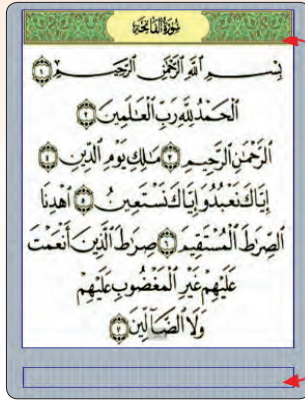 سُورَةُ الفَاتِحَةِ
بِسْمِ ٱللَّهِ ٱلرَّحْمَٰنِ ٱلرَّحِيمِ ١
ٱلْحَمْدُ لِلَّهِ رَبِّ ٱلْعَٰلَمِينَ ٢
ٱلرَّحْمَٰنِ ٱلرَّحِيمِ ٣ مَٰلِكِ يَوْمِ ٱلدِّينِ ٤
إِيَّاكَ نَعْبُدُ وَإِيَّاكَ نَسْتَعِينُ ٥ ٱهْدِنَا
ٱلصِّرَٰطَ ٱلْمُسْتَقِيمَ ٦ صِرَٰطَ ٱلَّذِينَ أَنْعَمْتَ
عَلَيْهِمْ غَيْرِ ٱلْمَغْضُوبِ عَلَيْهِمْ
وَلَا ٱلضَّآلِّينَ ٧